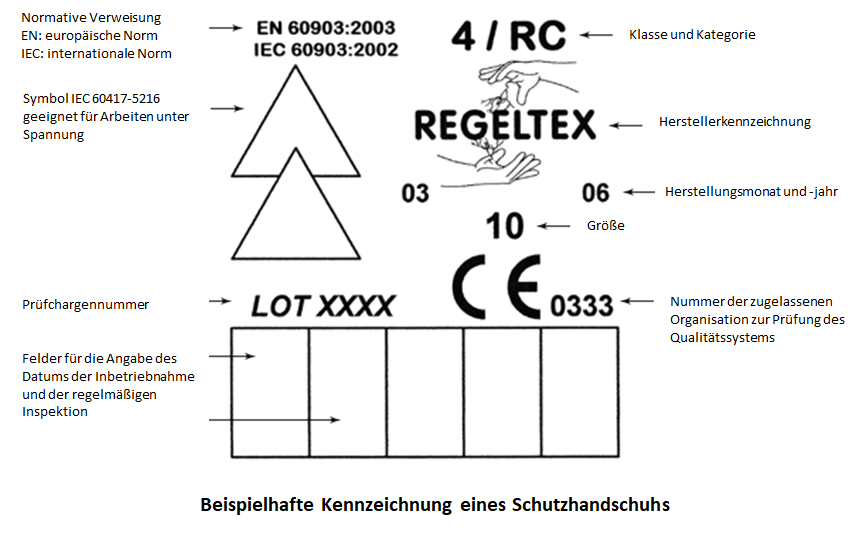 Normative Verweisung
EN: europäische Norm
IEC: internationale Norm
EN 60903:2003
IEC 60903:2002
4 / RC
Klasse und Kategorie
Symbol IEC 60417-5216
geeignet für Arbeiten unter
Spannung
REGELTEX
Herstellerkennzeichnung
03 06
Herstellungsmonat und -jahr
10
Größe
Prüfchargennummer
LOT XXXX
CE 0333
Nummer der zugelassenen
Organisation zur Prüfung des
Qualitätssystems
Felder für die Angabe des
Datums der Inbetriebnahme
und der regelmäßigen
Inspektion
Beispielhafte Kennzeichnung eines Schutzhandschuhs